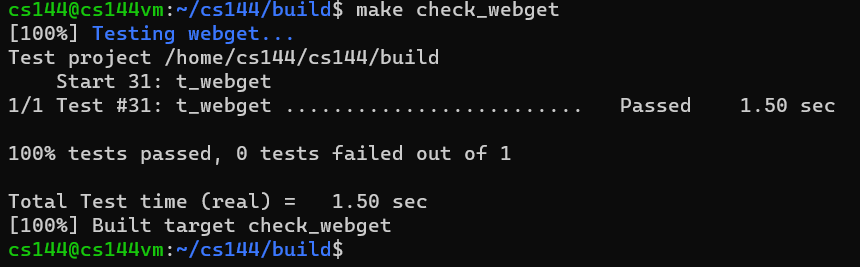 cs144@cs144vm:~/cs144/build$ make check_webget
[100%] Testing webget...
Test project /home/cs144/cs144/build
    Start 31: t_webget
1/1 Test #31: t_webget .........................   Passed    1.50 sec

100% tests passed, 0 tests failed out of 1

Total Test time (real) =   1.50 sec
[100%] Built target check_webget
cs144@cs144vm:~/cs144/build$